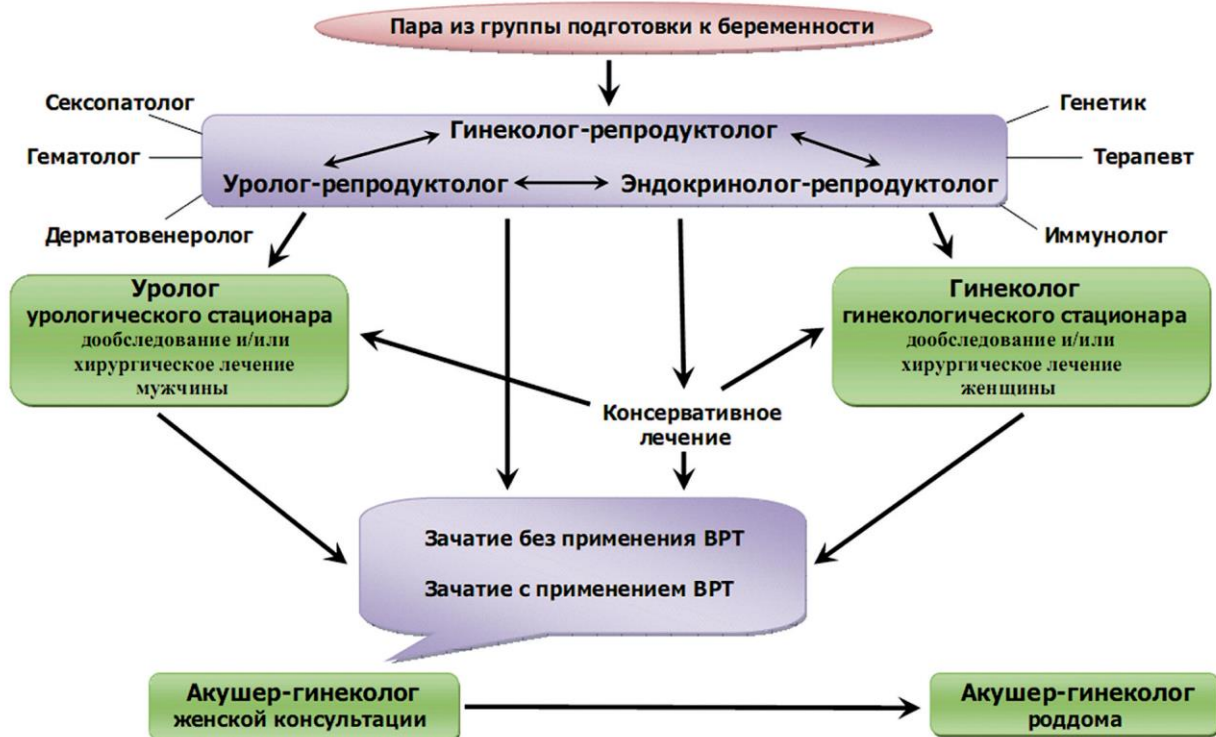 Пара из группы подготовки к беременности
Сексопатолог
Генетик
Гинеколог-репродуктолог
Гематолог
Терапевт
Уролог-репродуктолог
Эндокринолог-репродуктолог
Дерматовенеролог
Иммунолог
Уролог
урологического стационара
дообследование и/или
хирургическое лечение
мужчины
Гинеколог
гинекологического стационара
дообследование и/или
хирургическое лечение
женщины
Консервативное
лечение
Зачатие без применения ВРТ
Зачатие с применением ВРТ
Акушер-гинеколог
женской консультации
Акушер-гинеколог
роддома